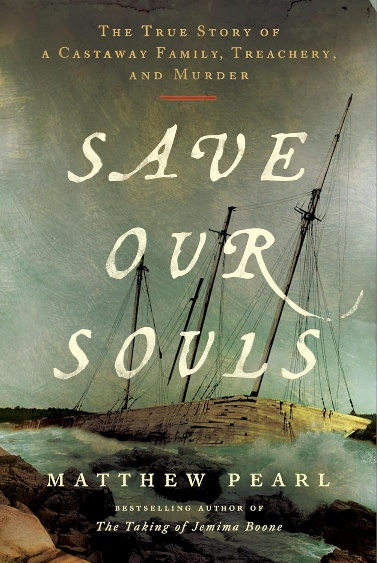 THE TRUE STORY OF
A CASTAWAY FAMILY, TREACHERY,
AND MURDER
SAVE
OUR
SOULS
MATTHEW PEARL
BESTSELLING AUTHOR OF
The Taking of Jemima Boone